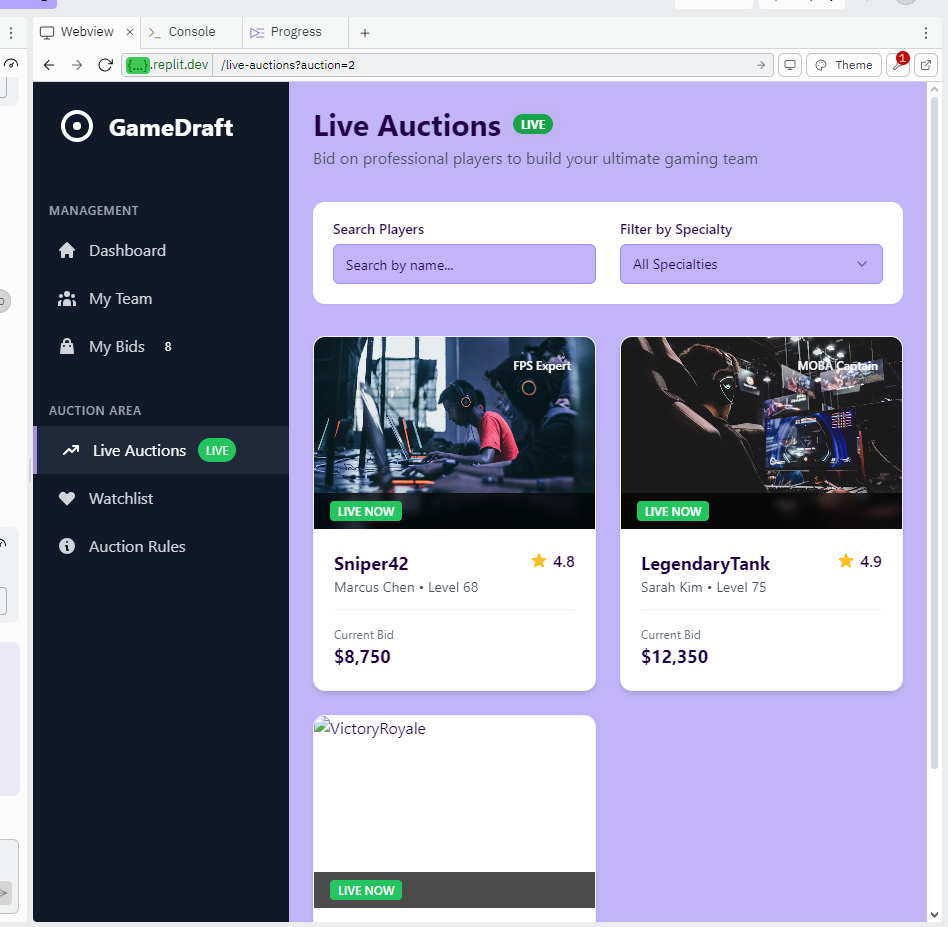 Webview
Console
Progress
{...}.replit.dev
/live-auctions?auction=2
Theme
1
GameDraft
MANAGEMENT
Dashboard
My Team
My Bids 8
AUCTION AREA
Live Auctions LIVE
Watchlist
Auction Rules
Live Auctions LIVE
Bid on professional players to build your ultimate gaming team
Search Players
Search by name...
Filter by Specialty
All Specialties
FPS Expert
LIVE NOW
Sniper42 4.8
Marcus Chen • Level 68
Current Bid
$8,750
MOBA Captain
LIVE NOW
LegendaryTank 4.9
Sarah Kim • Level 75
Current Bid
$12,350
VictoryRoyale
LIVE NOW